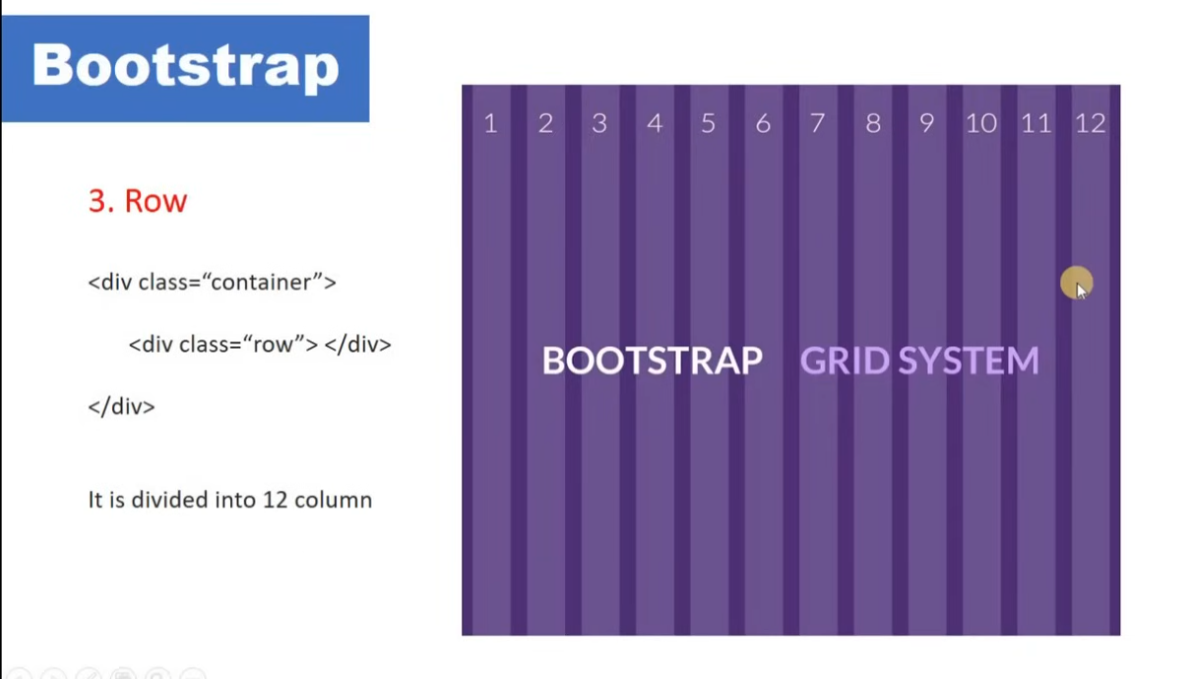 Bootstrap
3. Row
<div class=“container”>
<div class=“row”> </div>
</div>
It is divided into 12 column
1 2 3 4 5 6 7 8 9 10 11 12
BOOTSTRAP GRID SYSTEM